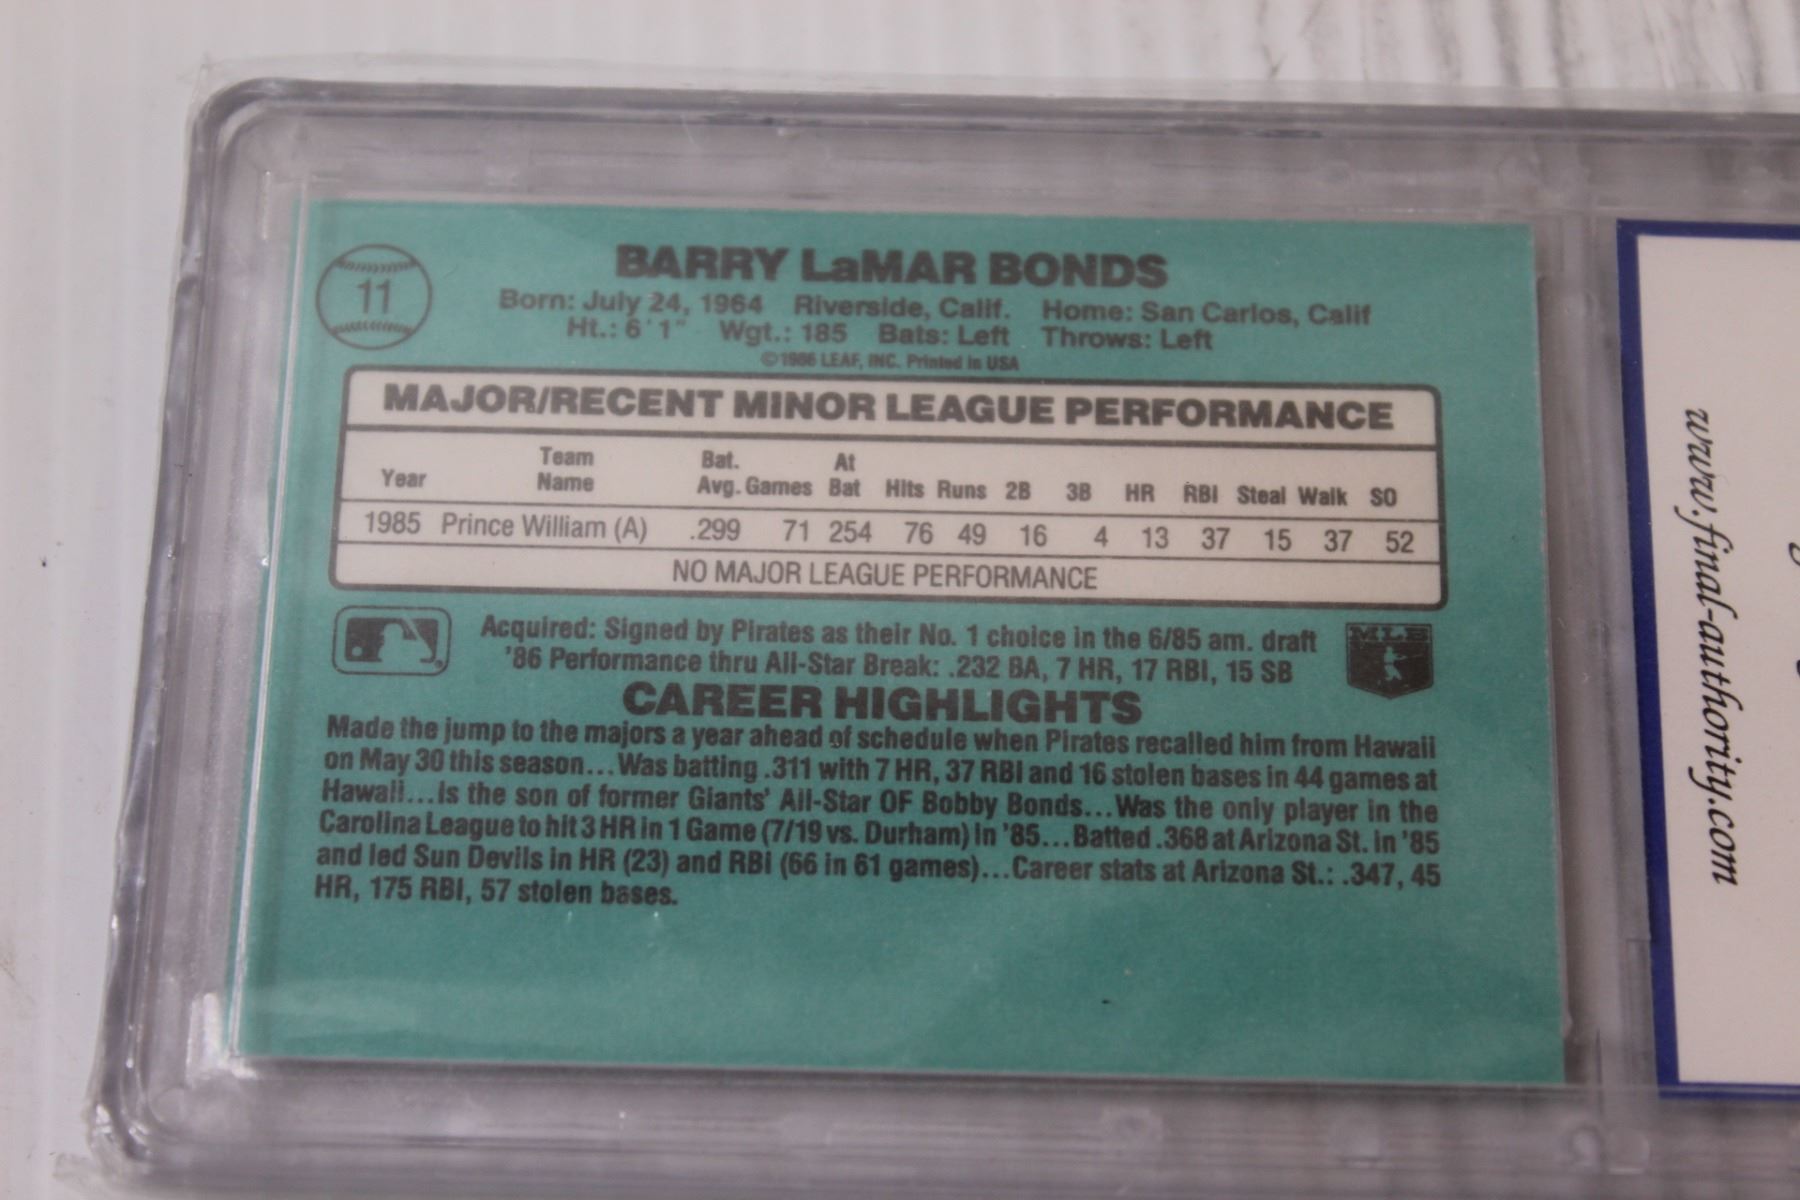 11
BARRY LaMAR BONDS
Born: July 24, 1964 Riverside, Calif. Home: San Carlos, Calif
Ht.: 6'1" Wgt.: 185 Bats: Left Throws: Left
©1986 LEAF, INC. Printed in USA
MAJOR/RECENT MINOR LEAGUE PERFORMANCE
Year Team Name Bat. Avg. Games At Bat Hits Runs 2B 3B HR RBI Steal Walk SO
1985 Prince William (A) .299 71 254 76 49 16 4 13 37 15 37 52
NO MAJOR LEAGUE PERFORMANCE
Acquired: Signed by Pirates as their No. 1 choice in the 6/85 am. draft
'86 Performance thru All-Star Break: .232 BA, 7 HR, 17 RBI, 15 SB
MLB
CAREER HIGHLIGHTS
Made the jump to the majors a year ahead of schedule when Pirates recalled him from Hawaii
on May 30 this season...Was batting .311 with 7 HR, 37 RBI and 16 stolen bases in 44 games at
Hawaii...Is the son of former Giants' All-Star OF Bobby Bonds...Was the only player in the
Carolina League to hit 3 HR in 1 Game (7/19 vs. Durham) in '85...Batted .368 at Arizona St. in '85
and led Sun Devils in HR (23) and RBI (66 in 61 games)...Career stats at Arizona St.: .347, 45
HR, 175 RBI, 57 stolen bases.
www.final-authority.com